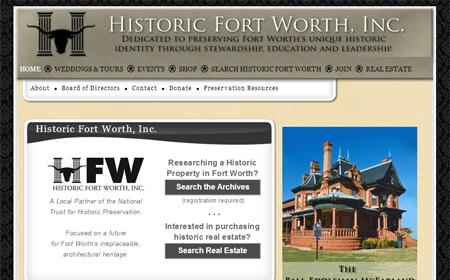 HISTORIC FORT WORTH, INC.
DEDICATED TO PRESERVING FORT WORTH'S UNIQUE HISTORIC
IDENTITY THROUGH STEWARDSHIP, EDUCATION AND LEADERSHIP.
HOME WEDDINGS & TOURS EVENTS SHOP SEARCH HISTORIC FORT WORTH JOIN REAL ESTATE
About • Board of Directors • Contact • Donate • Preservation Resources
Historic Fort Worth, Inc.
HFW
HISTORIC FORT WORTH, INC.
A Local Partner of the National
Trust for Historic Preservation.
Focused on a future
for Fort Worth's irreplaceable,
architectural heritage.
Researching a Historic
Property in Fort Worth?
Search the Archives
(registration required)
• • •
Interested in purchasing
historic real estate?
Search Real Estate
THE
BALL-EDDLEMAN-MCFARLAND